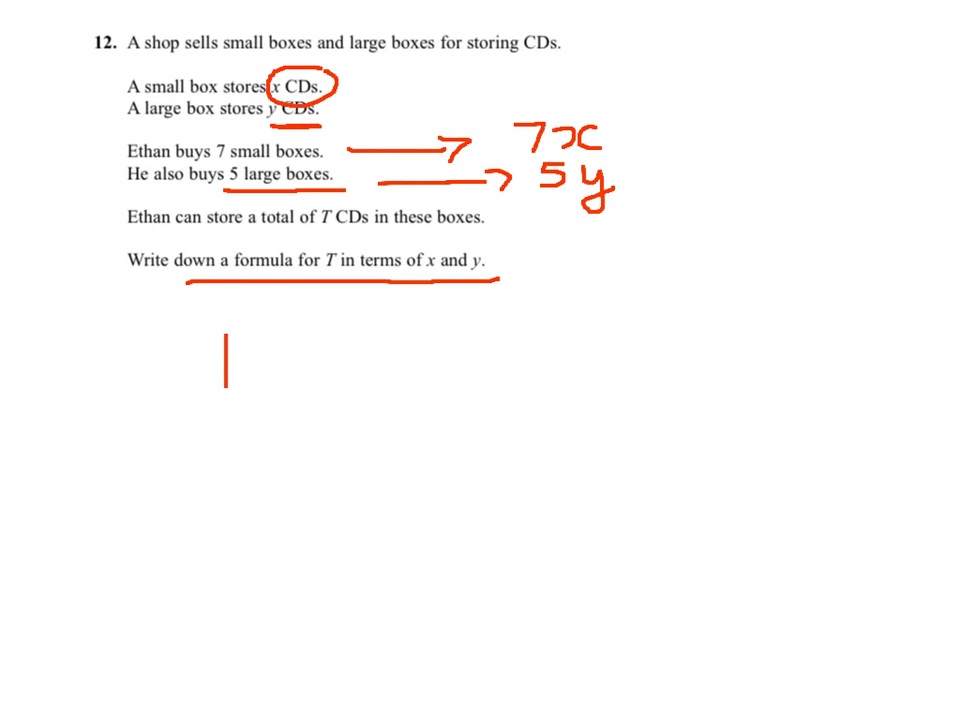 12. A shop sells small boxes and large boxes for storing CDs.
A small box stores x CDs.
A large box stores y CDs.
Ethan buys 7 small boxes. → 7x
He also buys 5 large boxes. → 5y
Ethan can store a total of T CDs in these boxes.
Write down a formula for T in terms of x and y.